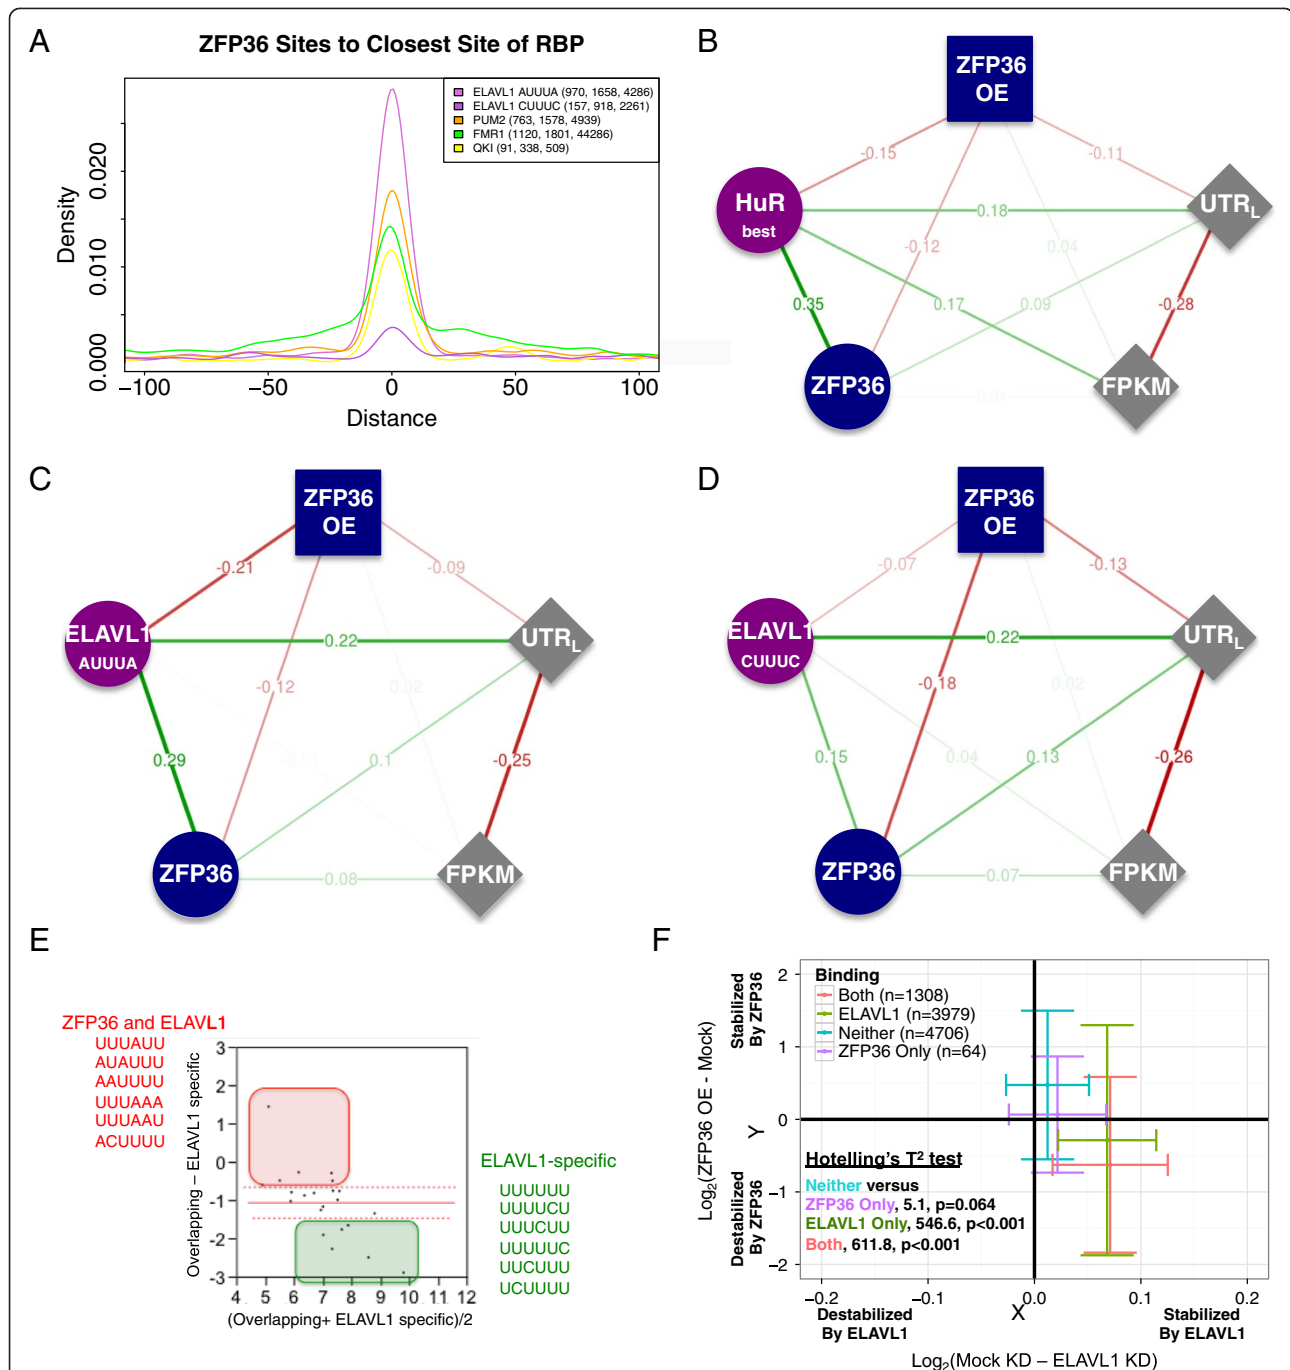 A
ZFP36 Sites to Closest Site of RBP
ELAVL1 AUUUA (970, 1658, 4286)
ELAVL1 CUUUC (157, 918, 2261)
PUM2 (763, 1578, 4939)
FMR1 (1120, 1801, 44286)
QKI (91, 338, 509)
Density
0.000
0.010
0.020
−100
−50
0
50
100
Distance
B
ZFP36
OE
HuR
best
UTRL
ZFP36
FPKM
-0.15
-0.11
0.18
-0.12
0.04
0.35
0.17
0.09
-0.28
0.01
C
ZFP36
OE
ELAVL1
AUUUA
UTRL
ZFP36
FPKM
-0.21
-0.09
0.22
-0.12
0.02
0.29
0.01
0.1
-0.25
0.08
D
ZFP36
OE
ELAVL1
CUUUC
UTRL
ZFP36
FPKM
-0.07
-0.13
0.22
-0.18
0.02
0.15
0.04
0.13
-0.26
0.07
E
ZFP36 and ELAVL1
UUUAUU
AUAUUU
AAUUUU
UUUAAA
UUUAAU
ACUUUU
Overlapping – ELAVL1 specific
3
2
1
0
-1
-2
-3
4 5 6 7 8 9 10 11 12
(Overlapping+ ELAVL1 specific)/2
ELAVL1-specific
UUUUUU
UUUUCU
UUUCUU
UUUUUC
UUCUUU
UCUUUU
F
Stabilized
By ZFP36
Destabilized
By ZFP36
Log2(ZFP36 OE - Mock)
Y
2
1
0
−1
−2
Binding
Both (n=1308)
ELAVL1 (n=3979)
Neither (n=4706)
ZFP36 Only (n=64)
Hotelling's T2 test
Neither versus
ZFP36 Only, 5.1, p=0.064
ELAVL1 Only, 546.6, p<0.001
Both, 611.8, p<0.001
−0.2
−0.1
0.0
0.1
0.2
X
Destabilized
By ELAVL1
Stabilized
By ELAVL1
Log2(Mock KD – ELAVL1 KD)